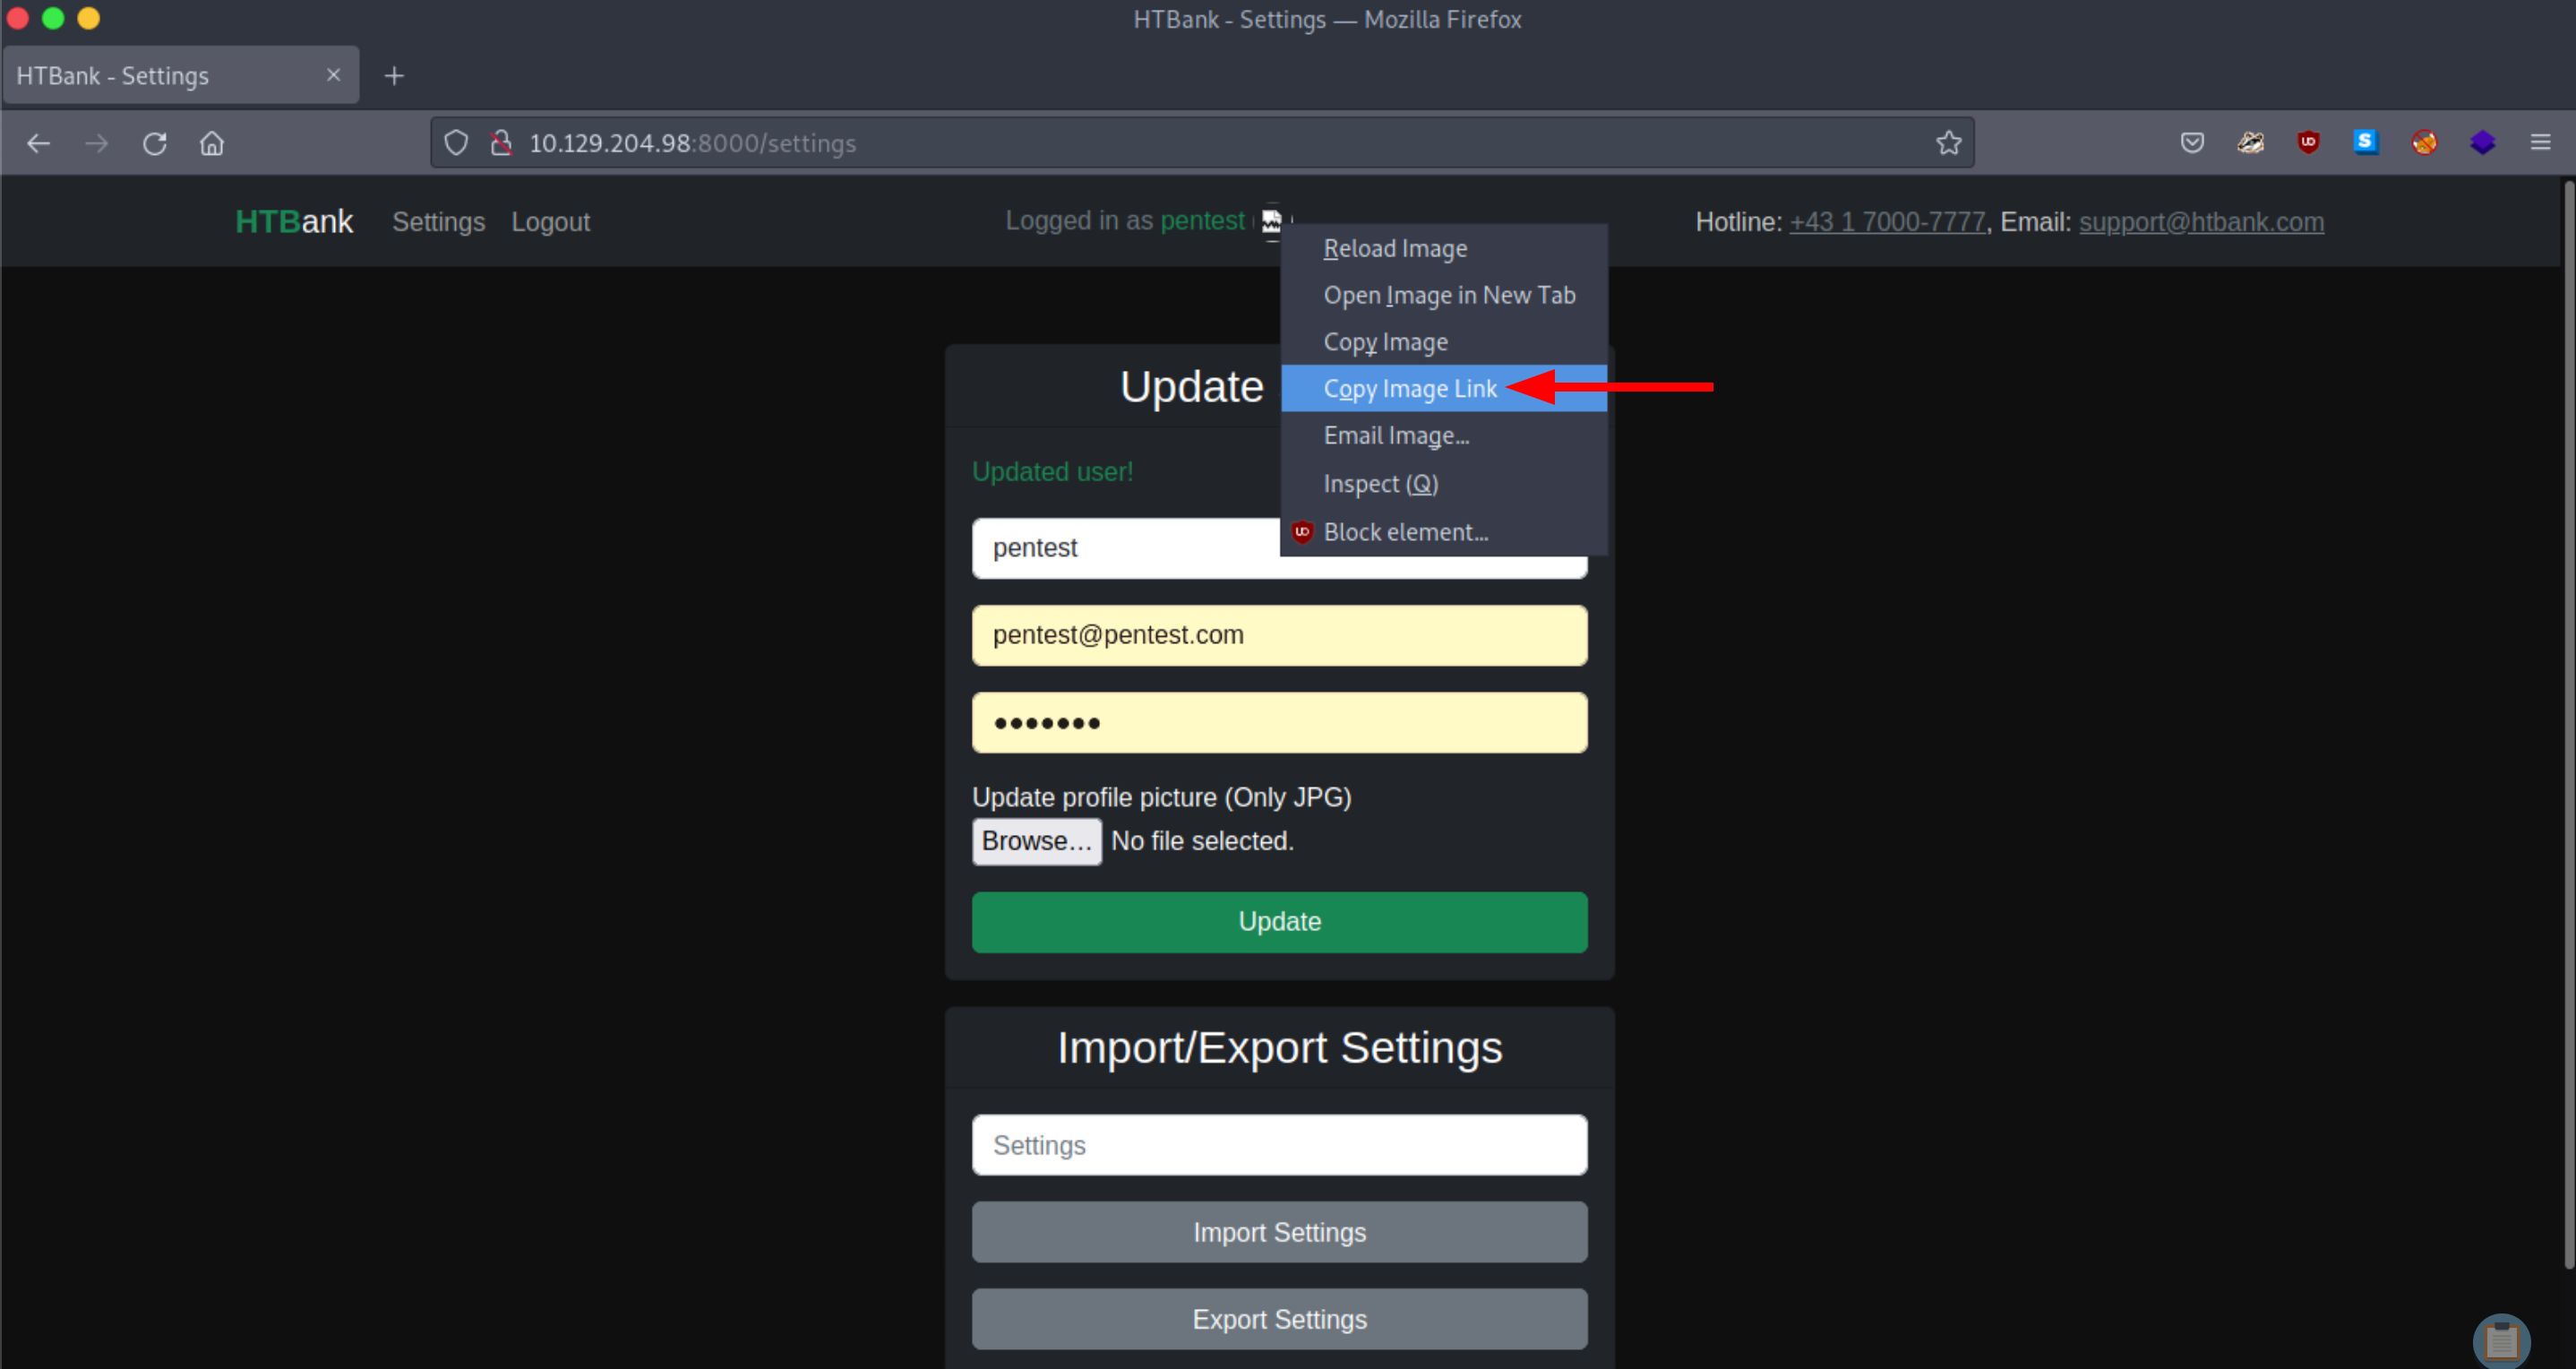 HTBank - Settings — Mozilla Firefox
HTBank - Settings
10.129.204.98:8000/settings
HTBank Settings Logout Logged in as pentest Hotline: +43 1 7000-7777, Email: support@htbank.com
Reload Image
Open Image in New Tab
Copy Image
Copy Image Link
Email Image...
Inspect (Q)
Block element...
Update
Updated user!
pentest
pentest@pentest.com
•••••••
Update profile picture (Only JPG)
Browse... No file selected.
Update
Import/Export Settings
Settings
Import Settings
Export Settings